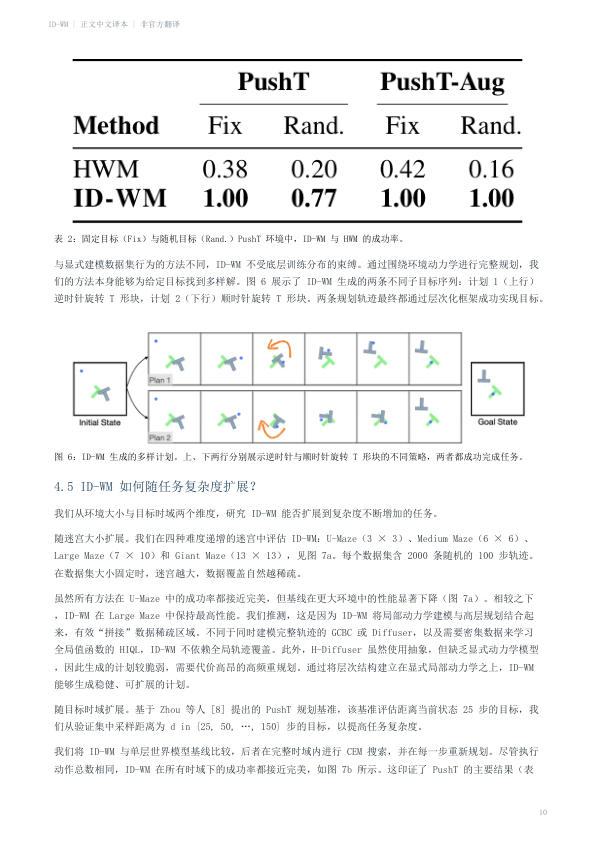 ID-WM | 正文中文译本 | 非官方翻译
PushT PushT-Aug
Method Fix Rand. Fix Rand.
HWM 0.38 0.20 0.42 0.16
ID-WM 1.00 0.77 1.00 1.00
表 2: 固定目标（Fix）与随机目标（Rand.）PushT 环境中，ID-WM 与 HWM 的成功率。
与显式建模数据集行为的方法不同，ID-WM 不受底层训练分布的束缚。通过围绕环境动力学进行完整规划，我
们的方法本身能够为给定目标找到多样解。图 6 展示了 ID-WM 生成的两条不同子目标序列：计划 1（上行）
逆时针旋转 T 形块，计划 2（下行）顺时针旋转 T 形块。两条规划轨迹最终都通过层次化框架成功实现目标。
Plan 1
Initial State
Goal State
Plan 2
图 6: ID-WM 生成的多样计划。上、下两行分别展示逆时针与顺时针旋转 T 形块的不同策略，两者都成功完成任务。
4.5 ID-WM 如何随任务复杂度扩展？
我们从环境大小与目标时域两个维度，研究 ID-WM 能否扩展到复杂度不断增加的任务。
随迷宫大小扩展。我们在四种难度递增的迷宫中评估 ID-WM：U-Maze（3 × 3）、Medium Maze（6 × 6）、
Large Maze（7 × 10）和 Giant Maze（13 × 13），见图 7a。每个数据集含 2000 条随机的 100 步轨迹。
在数据集大小固定时，迷宫越大，数据覆盖自然越稀疏。
虽然所有方法在 U-Maze 中的成功率都接近完美，但基线在更大环境中的性能显著下降（图 7a）。相较之下
，ID-WM 在 Large Maze 中保持最高性能。我们推测，这是因为 ID-WM 将局部动力学建模与高层规划结合起
来，有效“拼接”数据稀疏区域。不同于同时建模完整轨迹的 GCBC 或 Diffuser，以及需要密集数据来学习
全局值函数的 HIQL，ID-WM 不依赖全局轨迹覆盖。此外，H-Diffuser 虽然使用抽象，但缺乏显式动力学模型
，因此生成的计划较脆弱，需要代价高昂的高频重规划。通过将层次结构建立在显式局部动力学之上，ID-WM
能够生成稳健、可扩展的计划。
随目标时域扩展。基于 Zhou 等人 [8] 提出的 PushT 规划基准，该基准评估距离当前状态 25 步的目标，我
们从验证集中采样距离为 d in {25, 50, …, 150} 步的目标，以提高任务复杂度。
我们将 ID-WM 与单层世界模型基线比较，后者在完整时域内进行 CEM 搜索，并在每一步重新规划。尽管执行
动作总数相同，ID-WM 在所有时域下的成功率都接近完美，如图 7b 所示。这印证了 PushT 的主要结果（表
10